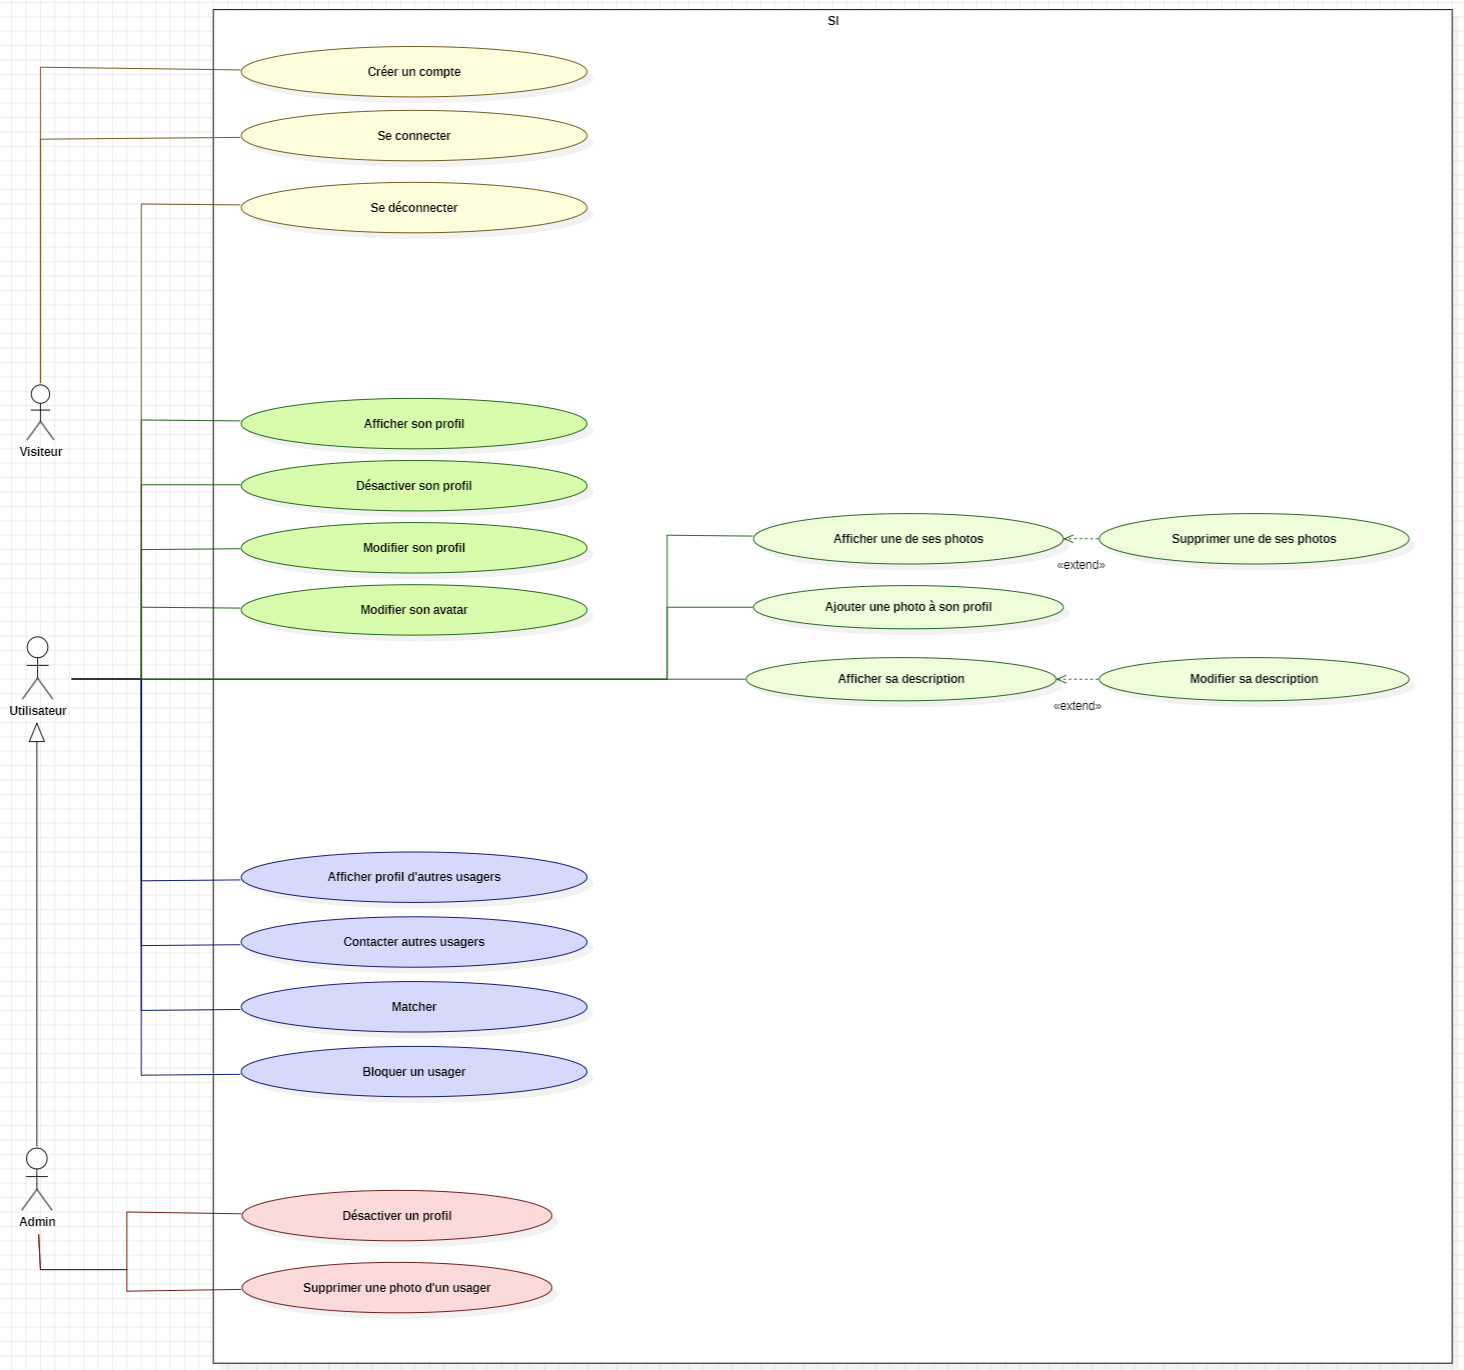 SI
Créer un compte
Se connecter
Se déconnecter
Visiteur
Afficher son profil
Désactiver son profil
Modifier son profil
Modifier son avatar
Afficher une de ses photos
Supprimer une de ses photos
«extend»
Ajouter une photo à son profil
Afficher sa description
Modifier sa description
«extend»
Utilisateur
Afficher profil d'autres usagers
Contacter autres usagers
Matcher
Bloquer un usager
Admin
Désactiver un profil
Supprimer une photo d'un usager